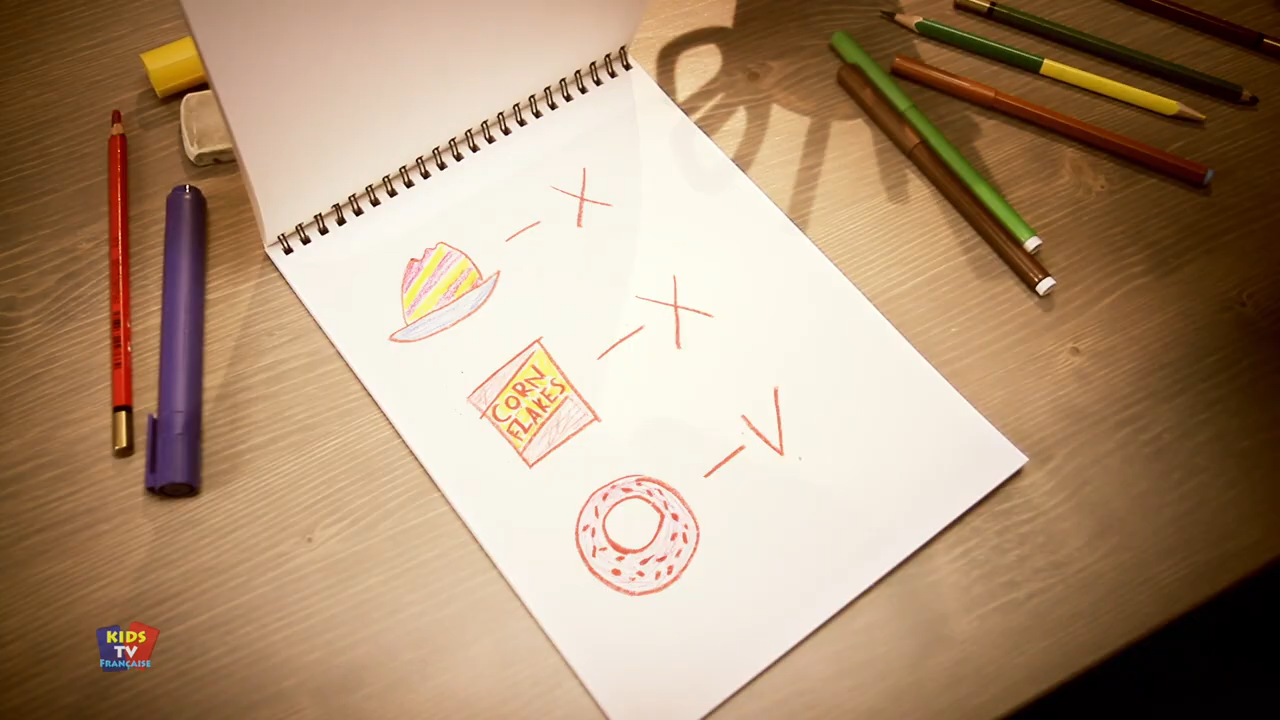 - X
CORN
FLAKES
- X
- V
KIDS
TV
Française